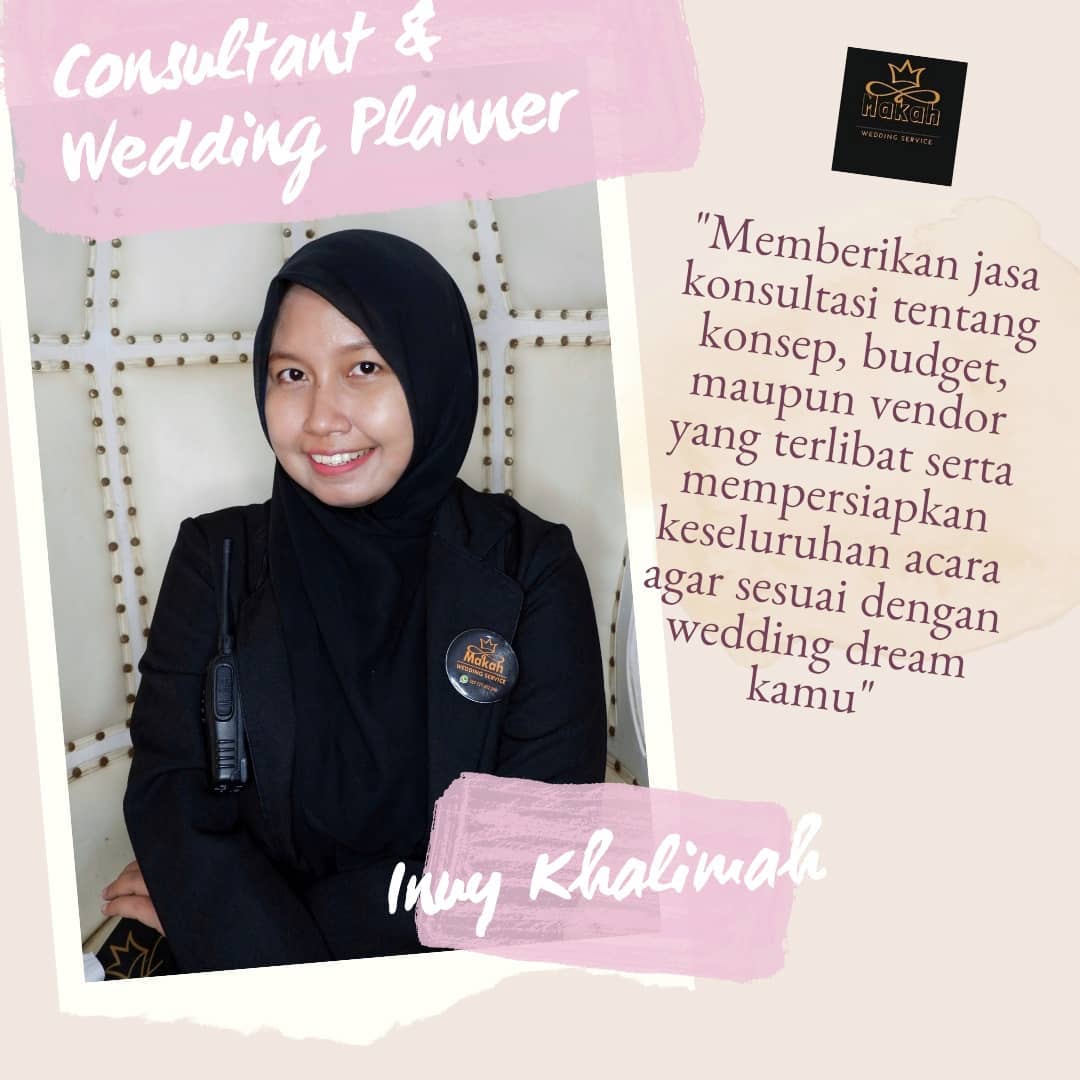 Consultant &
Wedding Planner
Makah
WEDDING SERVICE
"Memberikan jasa
konsultasi tentang
konsep, budget,
maupun vendor
yang terlibat serta
mempersiapkan
keseluruhan acara
agar sesuai dengan
wedding dream
kamu"
Makah
WEDDING SERVICE
Invy Khalimah